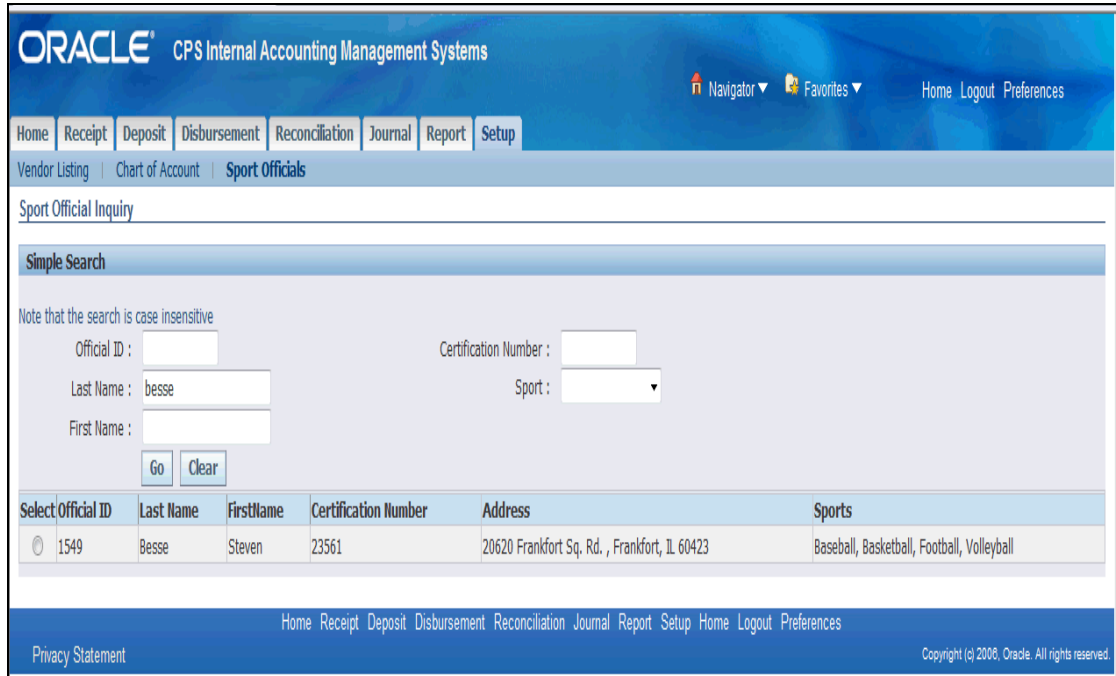 ORACLE® CPS Internal Accounting Management Systems
Navigator ▼ Favorites ▼ Home Logout Preferences
Home Receipt Deposit Disbursement Reconciliation Journal Report Setup
Vendor Listing | Chart of Account | Sport Officials
Sport Official Inquiry
Simple Search
Note that the search is case insensitive
Official ID : Certification Number :
Last Name : besse Sport :
First Name :
Go Clear
Select Official ID Last Name FirstName Certification Number Address Sports
1549 Besse Steven 23561 20620 Frankfort Sq. Rd. , Frankfort, IL 60423 Baseball, Basketball, Football, Volleyball
Home Receipt Deposit Disbursement Reconciliation Journal Report Setup Home Logout Preferences
Privacy Statement Copyright (c) 2006, Oracle. All rights reserved.